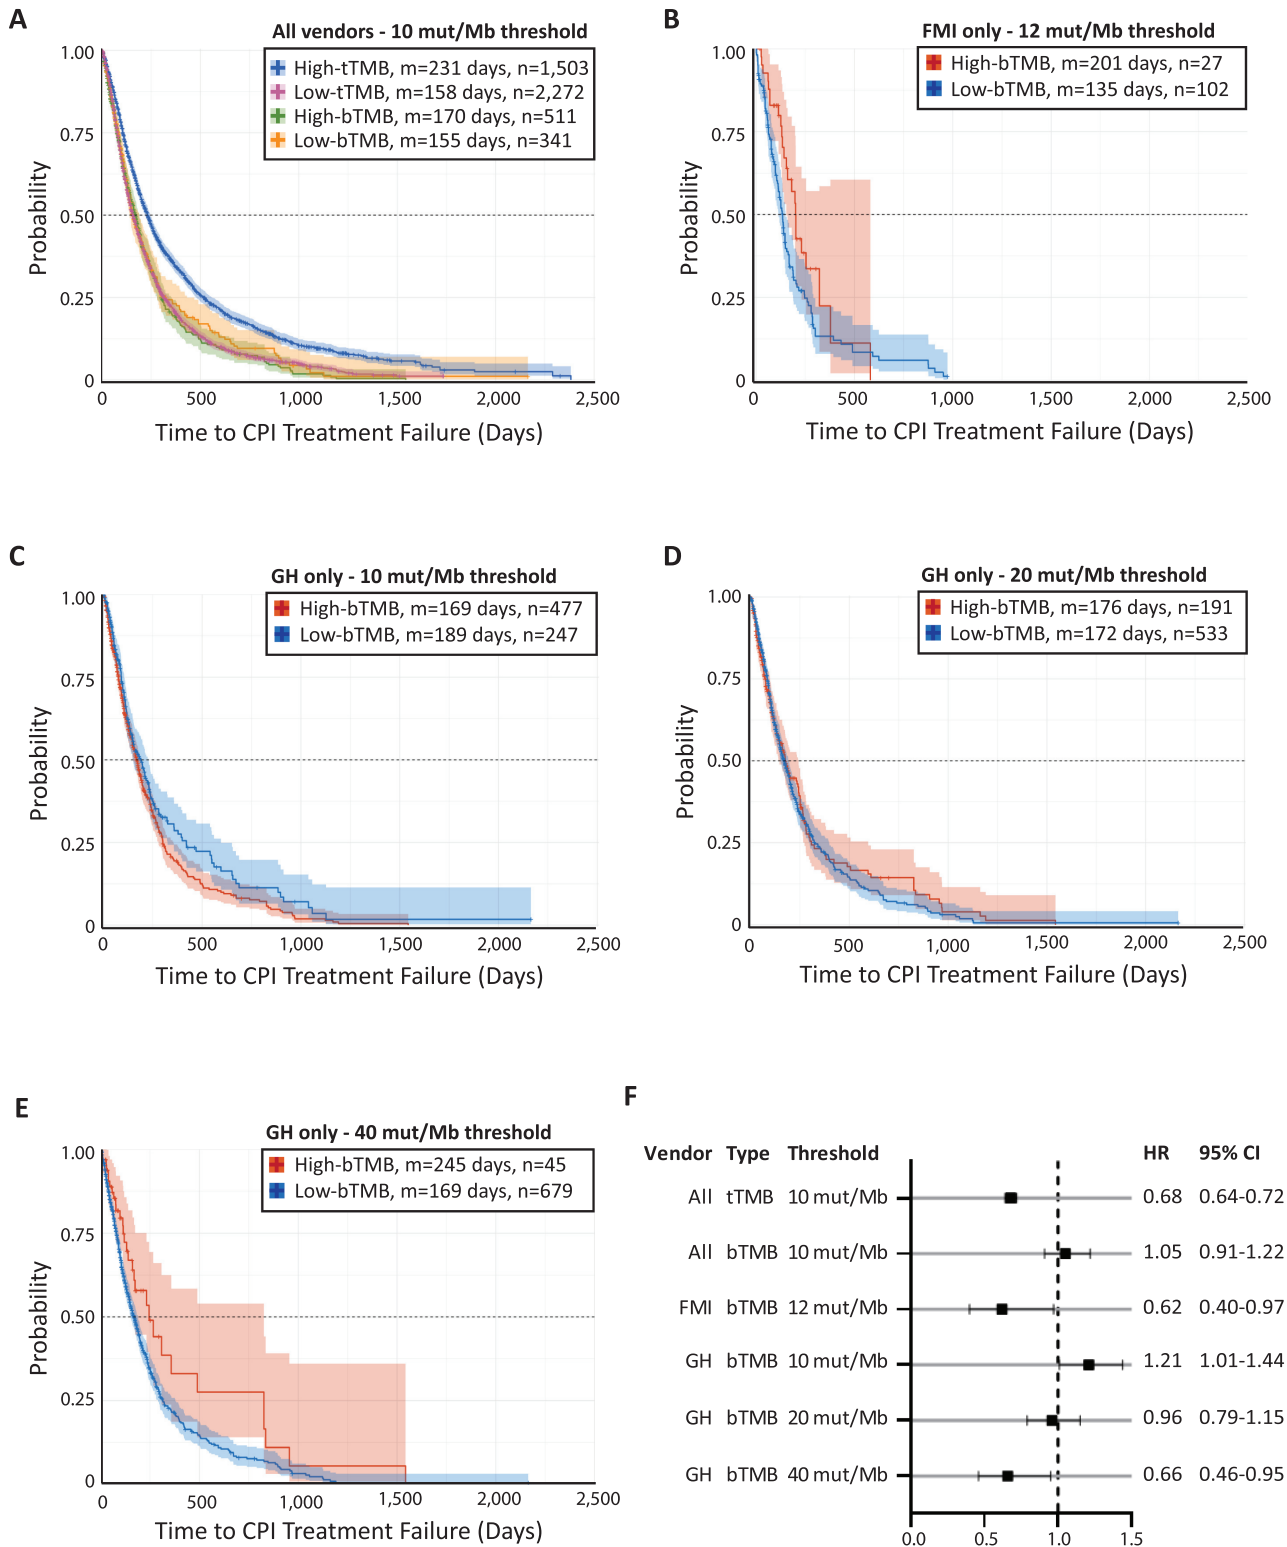 A
All vendors - 10 mut/Mb threshold
High-tTMB, m=231 days, n=1,503
Low-tTMB, m=158 days, n=2,272
High-bTMB, m=170 days, n=511
Low-bTMB, m=155 days, n=341
1.00
0.75
0.50
0.25
0
Probability
0 500 1,000 1,500 2,000 2,500
Time to CPI Treatment Failure (Days)
B
FMI only - 12 mut/Mb threshold
High-bTMB, m=201 days, n=27
Low-bTMB, m=135 days, n=102
1.00
0.75
0.50
0.25
0
Probability
0 500 1,000 1,500 2,000 2,500
Time to CPI Treatment Failure (Days)
C
GH only - 10 mut/Mb threshold
High-bTMB, m=169 days, n=477
Low-bTMB, m=189 days, n=247
1.00
0.75
0.50
0.25
0
Probability
0 500 1,000 1,500 2,000 2,500
Time to CPI Treatment Failure (Days)
D
GH only - 20 mut/Mb threshold
High-bTMB, m=176 days, n=191
Low-bTMB, m=172 days, n=533
1.00
0.75
0.50
0.25
0
Probability
0 500 1,000 1,500 2,000 2,500
Time to CPI Treatment Failure (Days)
E
GH only - 40 mut/Mb threshold
High-bTMB, m=245 days, n=45
Low-bTMB, m=169 days, n=679
1.00
0.75
0.50
0.25
0
Probability
0 500 1,000 1,500 2,000 2,500
Time to CPI Treatment Failure (Days)
F
Vendor Type Threshold HR 95% CI
All tTMB 10 mut/Mb 0.68 0.64-0.72
All bTMB 10 mut/Mb 1.05 0.91-1.22
FMI bTMB 12 mut/Mb 0.62 0.40-0.97
GH bTMB 10 mut/Mb 1.21 1.01-1.44
GH bTMB 20 mut/Mb 0.96 0.79-1.15
GH bTMB 40 mut/Mb 0.66 0.46-0.95
0.0 0.5 1.0 1.5